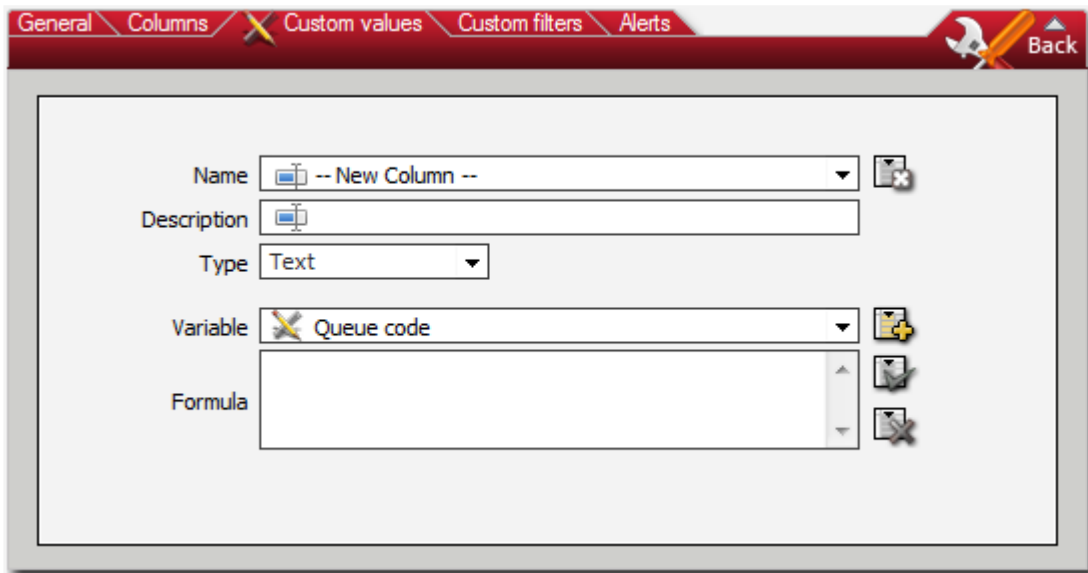 General Columns Custom values Custom filters Alerts
Back
Name -- New Column --
Description
Type Text
Variable Queue code
Formula